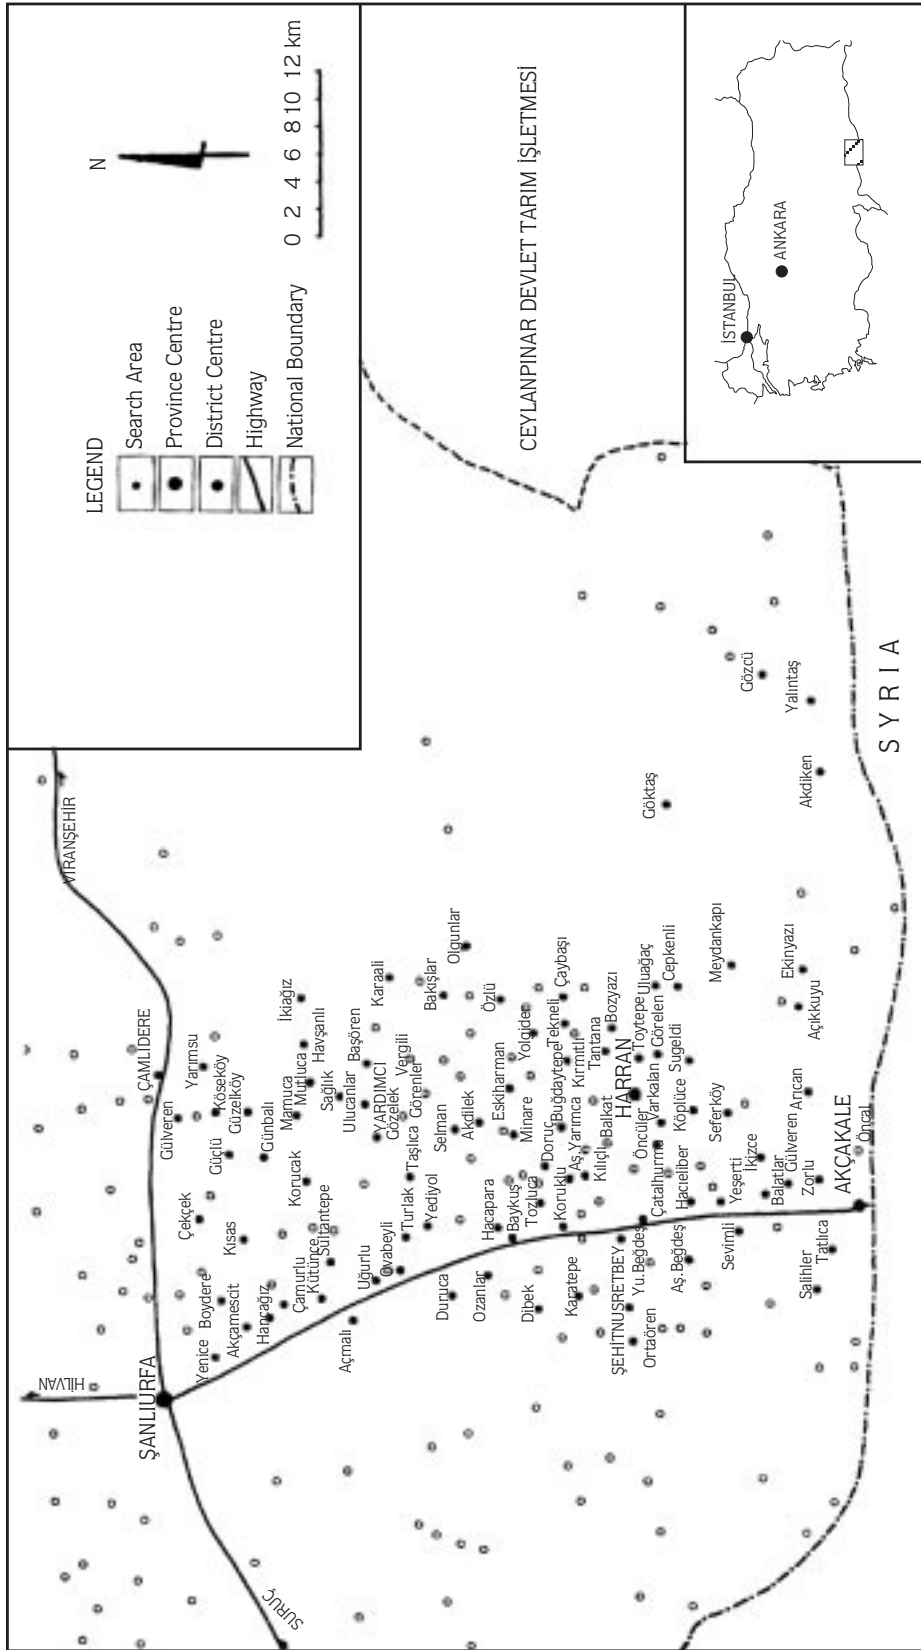 LEGEND
Search Area
Province Centre
District Centre
Highway
National Boundary
N
0 2 4 6 8 10 12 km
HİLVAN
ŞANLIURFA
SURUÇ
ÇAMLIDERE
VİRANŞEHİR
Yenice
Boydere
Akçamescit
Hancağız
Çamurlu
Kütünce
Sultantepe
Açmalı
Çekçek
Kısas
Korucak
Gülveren
Güçlü
Köseköy
Güzelköy
Günbalı
Mamuca
Mutluca
Sağlık
Yarımsu
İkiağız
Havşanlı
Ulucanlar
Başören
YARDIMCI
Gözelek
Vergili
Karaali
Uğurlu
Ovabeyli
Turlak
Taşlıca
Görenler
Yediyol
Selman
Akdilek
Bakışlar
Olgunlar
Duruca
Ozanlar
Hacapara
Baykuş
Eskiharman
Minare
Özlü
Yolgider
Tozluca
Doruç
Buğdaytepe
Tekneli
Çaybaşı
Dibek
Karatepe
Koruklu
Aş.Yarımca
Kırmıtlı
Kılıçlı
Balkat
Tantana
Bozyazı
HARRAN
ŞEHİTNUSRETBEY
Ortaören
Yu.Beğdeş
Aş.Beğdeş
Çatalhurma
Öncüler
Varkalan
Toytepe
Görelen
Uluağaç
Cepkenli
Hacıeliber
Köplüce
Sugeldi
Seferköy
Meydankapı
Yeşerti
Sevimli
İkizce
Balatlar
Gülveren
Arıcan
Zorlu
Açıkkuyu
Ekinyazı
Salihler
Tatlıca
AKÇAKALE
Öncal
Göktaş
Akdiken
Gözcü
Yalıntaş
SYRIA
CEYLANPINAR DEVLET TARIM İŞLETMESİ
İSTANBUL
ANKARA